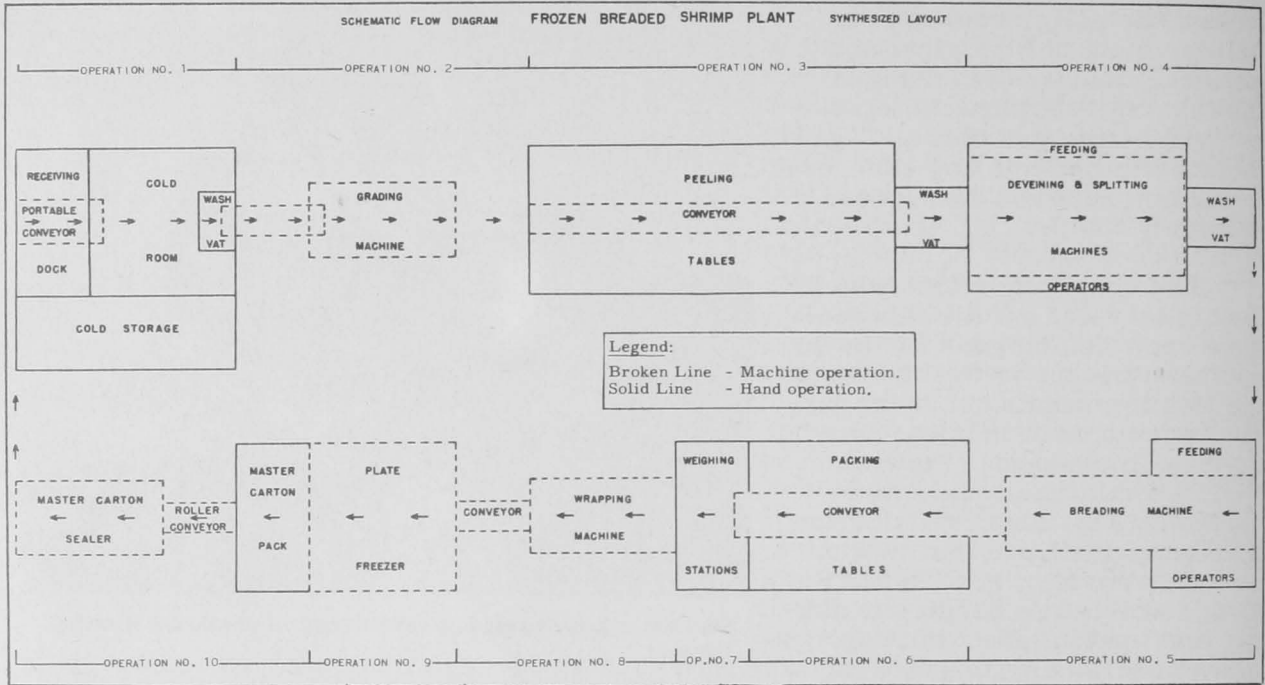 SCHEMATIC FLOW DIAGRAM FROZEN BREADED SHRIMP PLANT SYNTHESIZED LAYOUT
OPERATION NO. 1
OPERATION NO. 2
OPERATION NO. 3
OPERATION NO. 4
RECEIVING
PORTABLE
CONVEYOR
DOCK
COLD
ROOM
WASH
VAT
COLD STORAGE
GRADING
MACHINE
PEELING
CONVEYOR
TABLES
WASH
VAT
FEEDING
DEVEINING & SPLITTING
MACHINES
OPERATORS
WASH
VAT
Legend:
Broken Line - Machine operation.
Solid Line - Hand operation.
MASTER CARTON
SEALER
ROLLER
CONVEYOR
MASTER
CARTON
PACK
PLATE
FREEZER
CONVEYOR
WRAPPING
MACHINE
WEIGHING
STATIONS
PACKING
CONVEYOR
TABLES
FEEDING
BREADING MACHINE
OPERATORS
OPERATION NO. 10
OPERATION NO. 9
OPERATION NO. 8
OP.NO.7
OPERATION NO. 6
OPERATION NO. 5